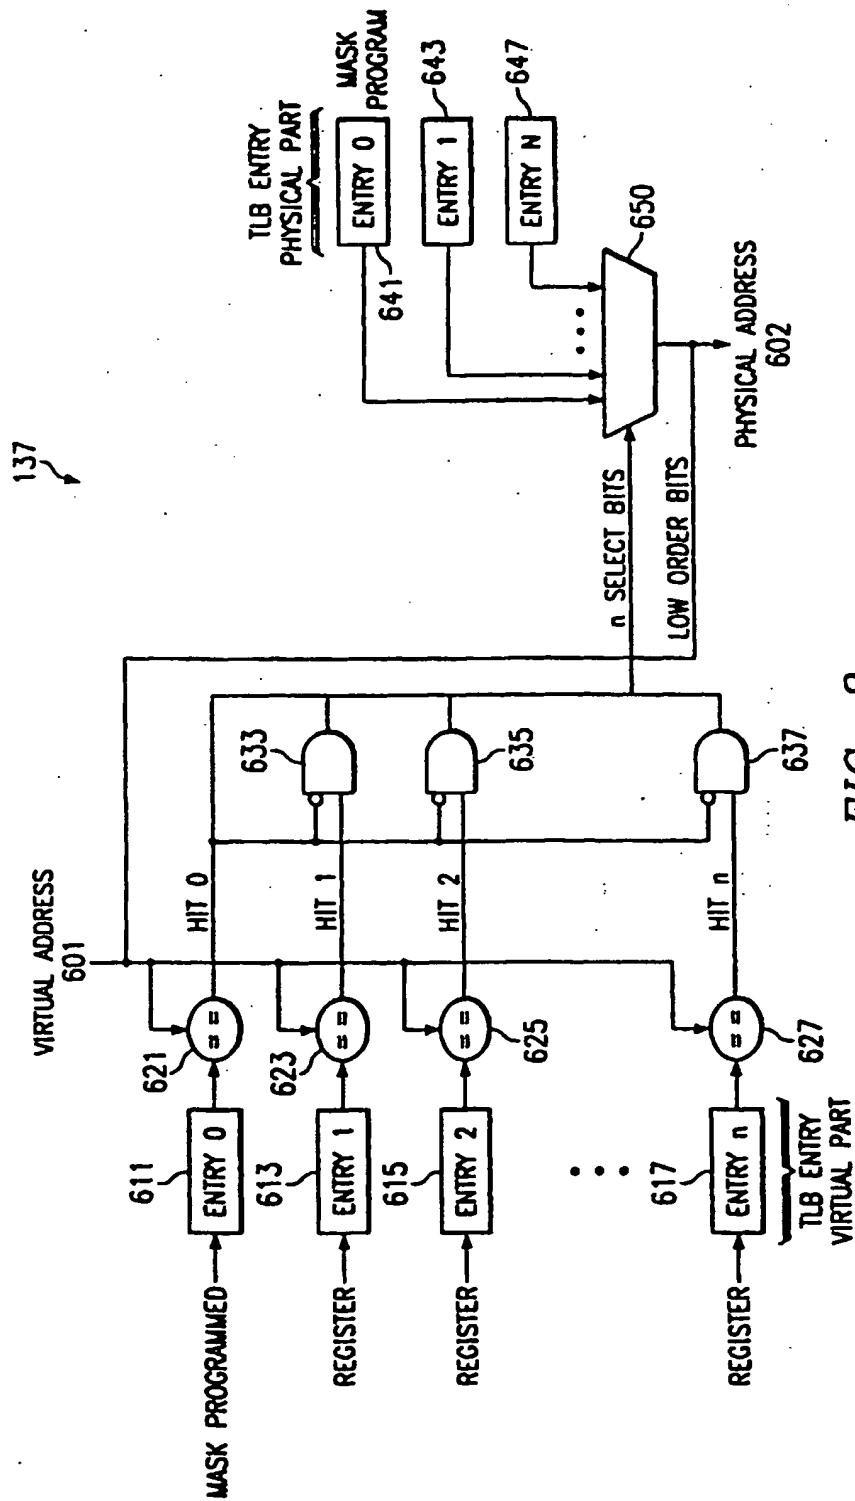 137
VIRTUAL ADDRESS
601
MASK PROGRAMMED
611
ENTRY 0
621
= =
HIT 0
REGISTER
613
ENTRY 1
623
= =
HIT 1
633
REGISTER
615
ENTRY 2
625
= =
HIT 2
635
REGISTER
617
ENTRY n
627
= =
HIT n
637
TLB ENTRY
VIRTUAL PART
n SELECT BITS
LOW ORDER BITS
TLB ENTRY
PHYSICAL PART
MASK
PROGRAM
ENTRY 0
641
ENTRY 1
643
ENTRY N
647
650
PHYSICAL ADDRESS
602
FIG.